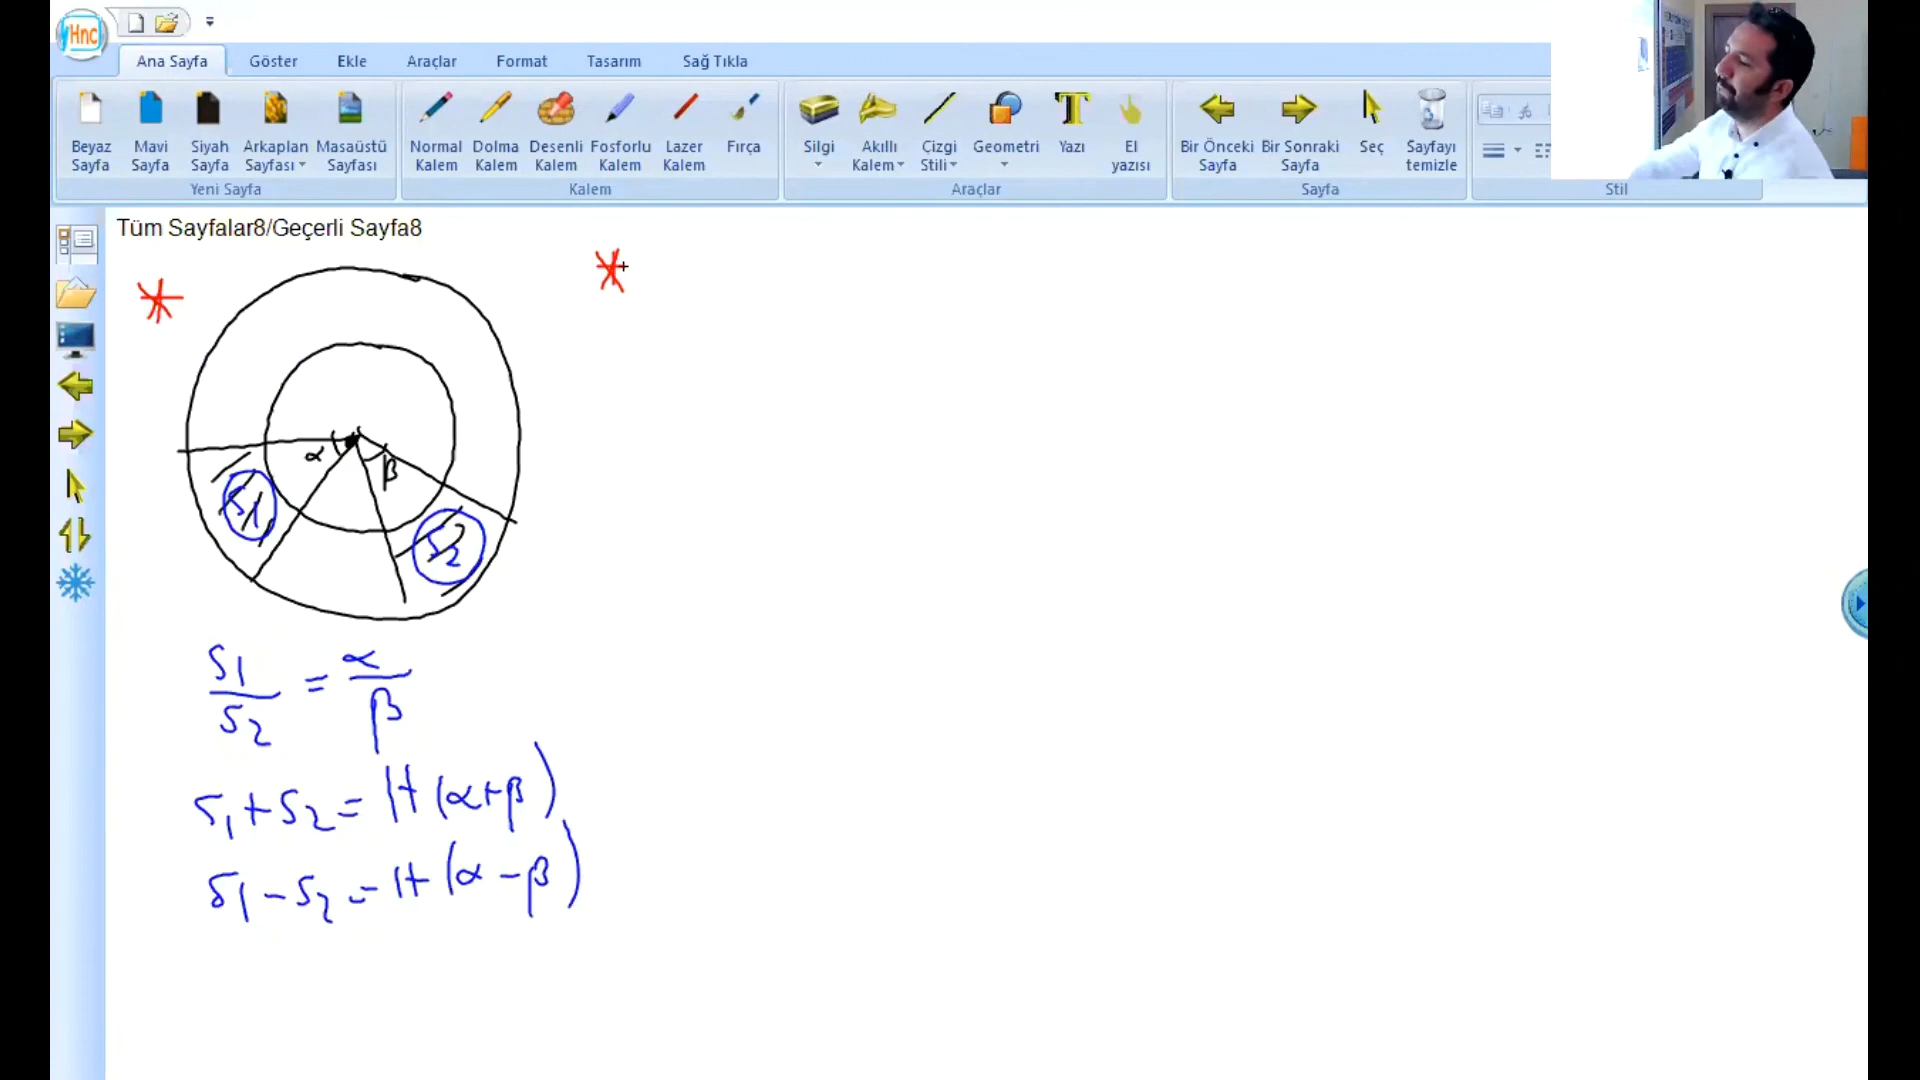 Hnc
Ana Sayfa Göster Ekle Araçlar Format Tasarım Sağ Tıkla
Beyaz Sayfa Mavi Sayfa Siyah Sayfa Arkaplan Sayfası Masaüstü Sayfası
Normal Kalem Dolma Kalem Desenli Kalem Fosforlu Kalem Lazer Kalem Fırça
Silgi Akıllı Kalem Çizgi Stili Geometri Yazı El yazısı
Bir Önceki Sayfa Bir Sonraki Sayfa Seç Sayfayı temizle
Yeni Sayfa Kalem Araçlar Sayfa Stil
Tüm Sayfalar8/Geçerli Sayfa8
α β
S1 S2
S1/S2 = α/β
S1+S2 = H(α+β)
S1-S2 = H(α-β)